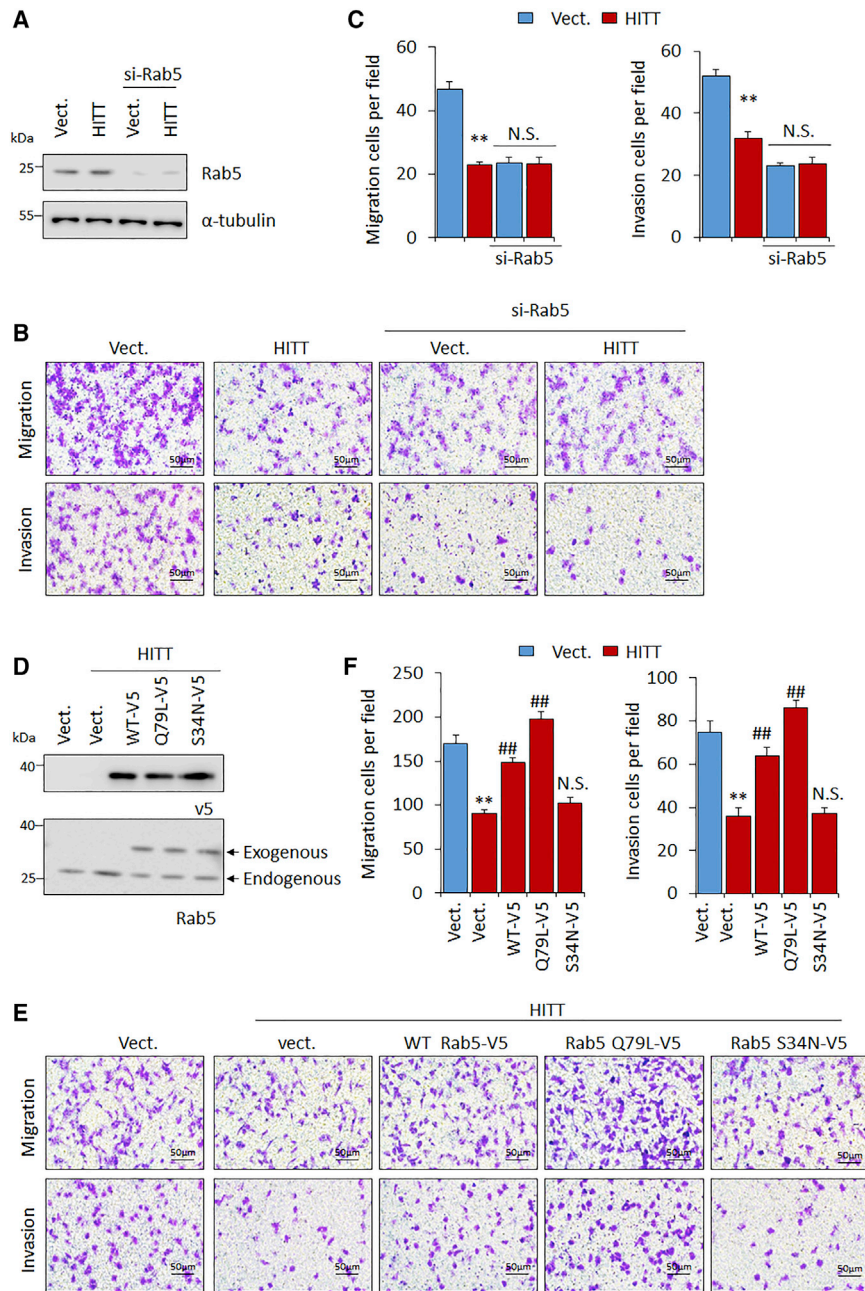 A
si-Rab5
Vect. HITT Vect. HITT
kDa
25 Rab5
55 α-tubulin
C
Vect. HITT
Migration cells per field
60
40
20
0
**
N.S.
si-Rab5
Invasion cells per field
60
40
20
0
**
N.S.
si-Rab5
B
si-Rab5
Vect. HITT Vect. HITT
Migration
50μm 50μm 50μm 50μm
Invasion
50μm 50μm 50μm 50μm
D
HITT
Vect. Vect. WT-V5 Q79L-V5 S34N-V5
kDa
40
v5
40
Exogenous
25 Endogenous
Rab5
F
Vect. HITT
Migration cells per field
250
200
150
100
50
0
** ## ## N.S.
Vect. Vect. WT-V5 Q79L-V5 S34N-V5
Invasion cells per field
100
80
60
40
20
0
** ## ## N.S.
Vect. Vect. WT-V5 Q79L-V5 S34N-V5
E
HITT
Vect. vect. WT Rab5-V5 Rab5 Q79L-V5 Rab5 S34N-V5
Migration
50μm 50μm 50μm 50μm 50μm
Invasion
50μm 50μm 50μm 50μm 50μm